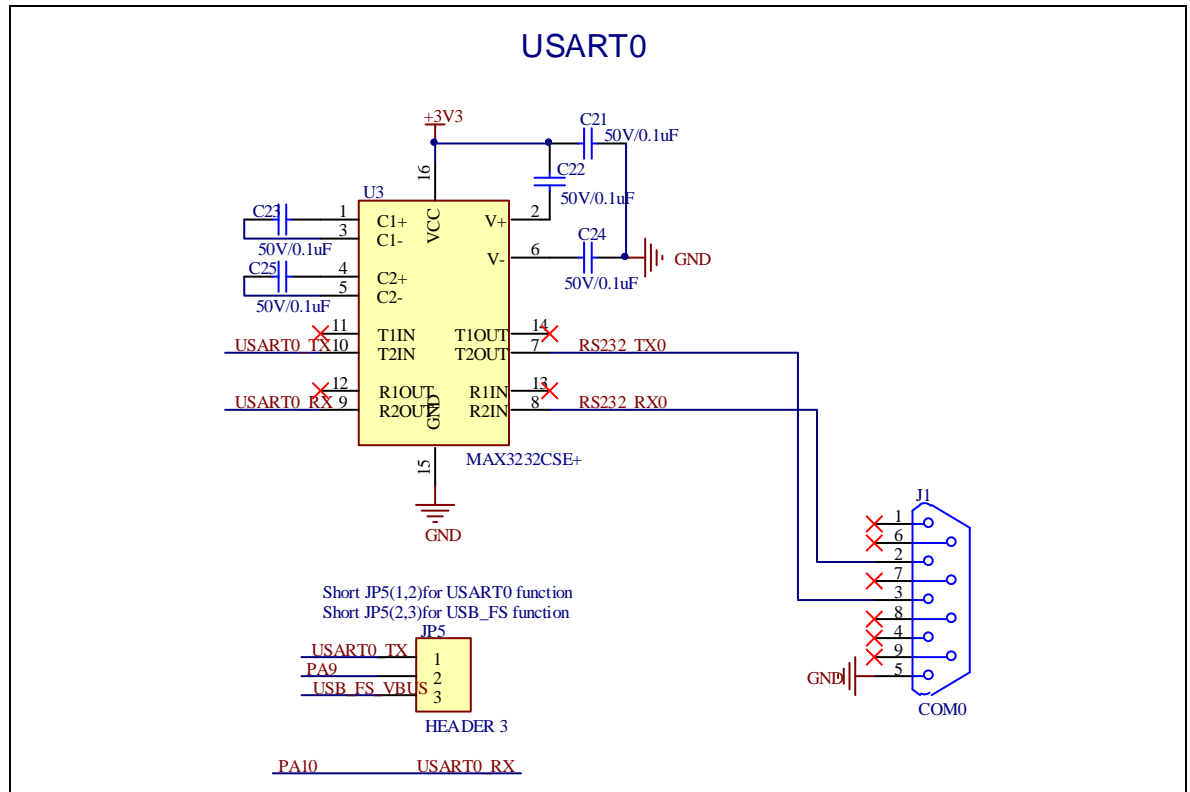 USART0
+3V3
C21
50V/0.1uF
C22
50V/0.1uF
16
U3
VCC
C23
50V/0.1uF
1 C1+
3 C1-
V+ 2
C24
50V/0.1uF
V- 6
GND
C25
50V/0.1uF
4 C2+
5 C2-
11 T1IN
T1OUT 14
USART0_TX 10 T2IN
T2OUT 7 RS232_TX0
12 R1OUT
R1IN 13
USART0_RX 9 R2OUT
R2IN 8 RS232_RX0
GND
MAX3232CSE+
15
GND
J1
1
6
2
7
3
8
4
9
5
GND
COM0
Short JP5(1,2)for USART0 function
Short JP5(2,3)for USB_FS function
JP5
USART0_TX 1
PA9 2
USB_FS_VBUS 3
HEADER 3
PA10 USART0_RX